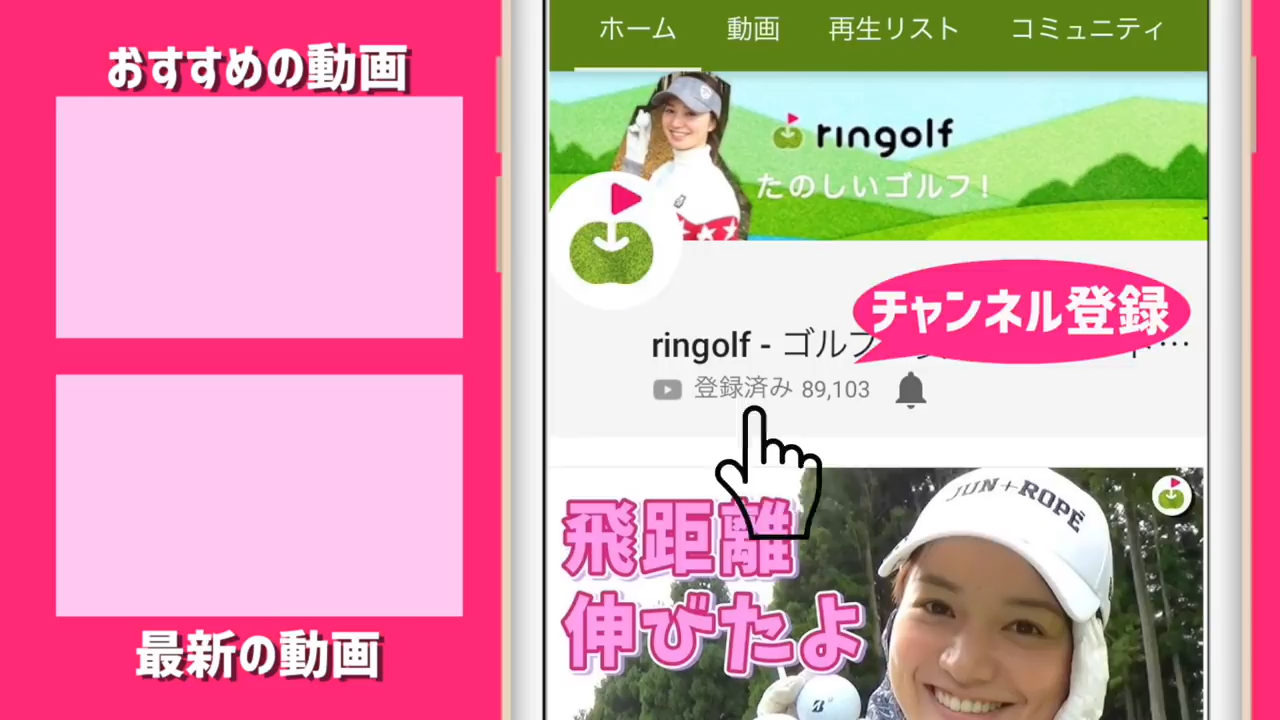 おすすめの動画
最新の動画
ホーム 動画 再生リスト コミュニティ
ringolf
たのしいゴルフ!
チャンネル登録
ringolf - ゴルフ
登録済み 89,103
飛距離
伸びたよ
JUN+ROPÉ
B